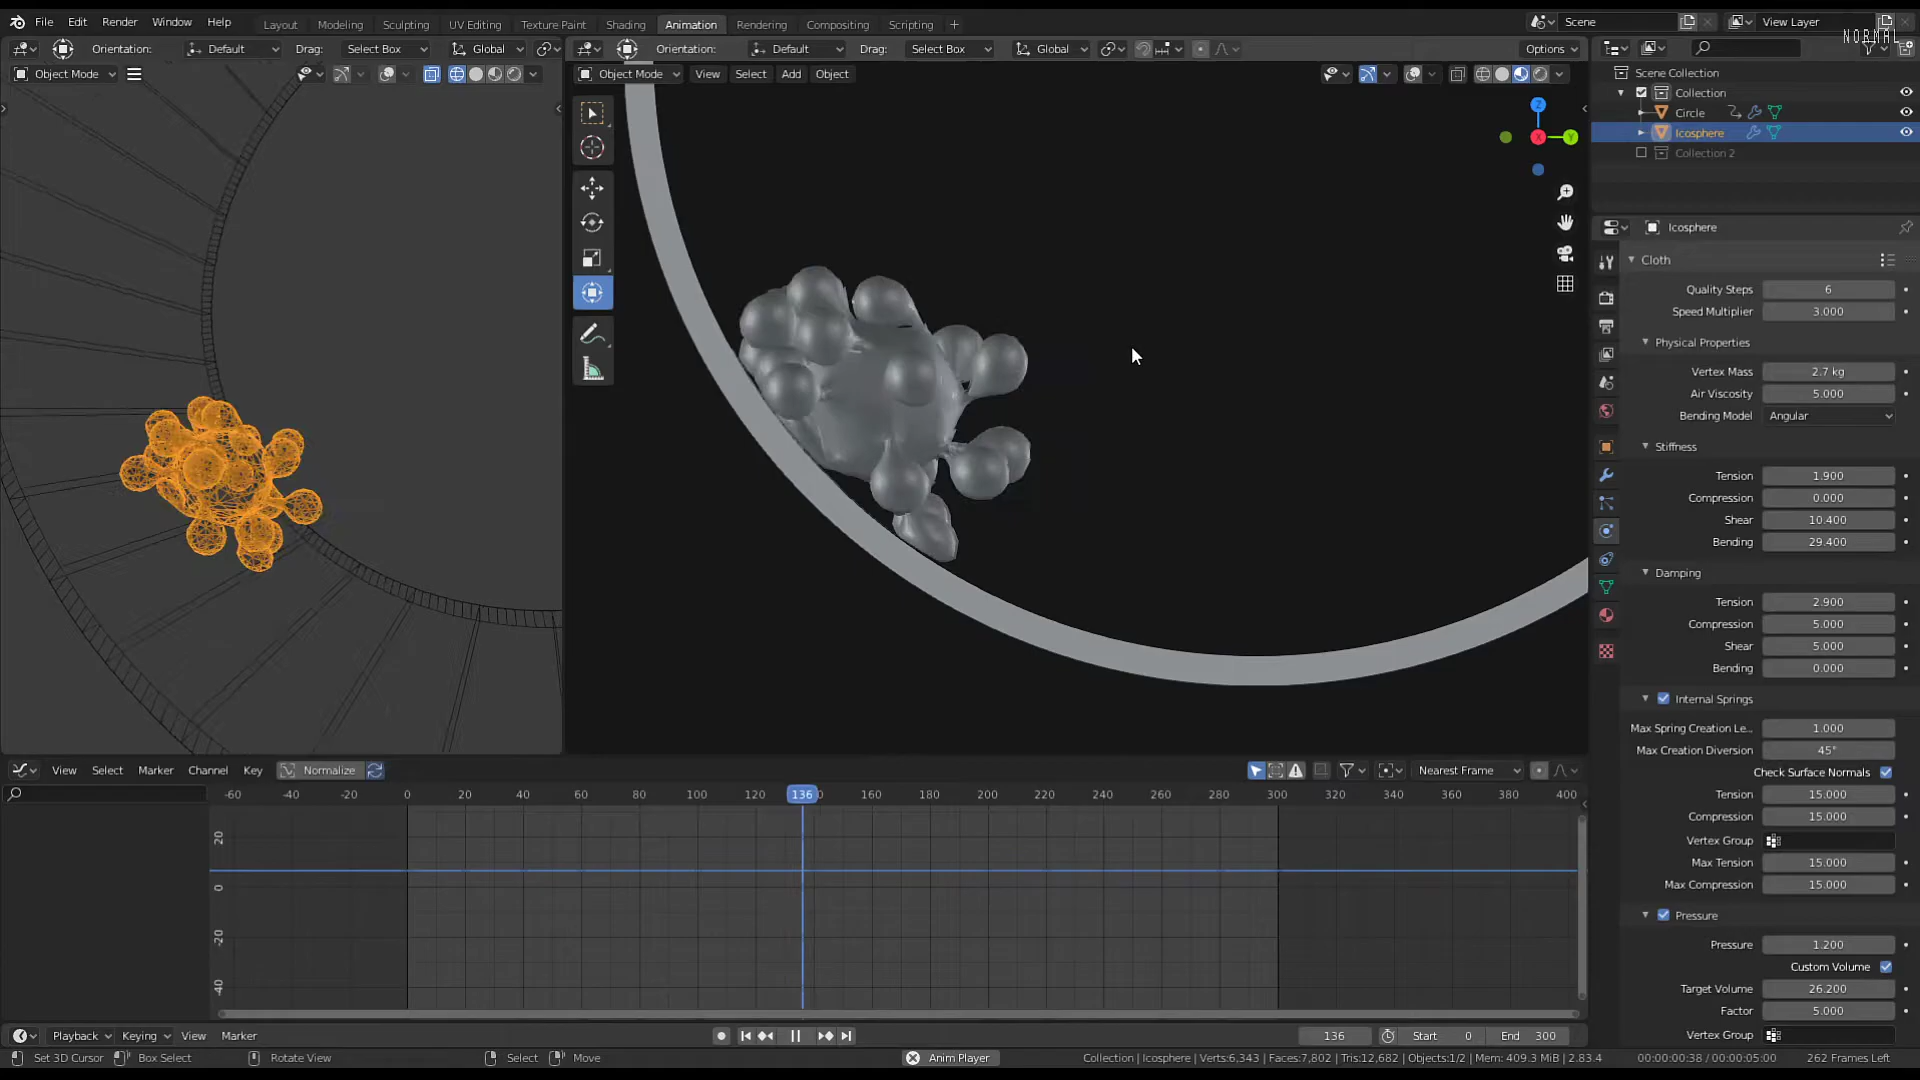 File Edit Render Window Help
Layout Modeling Sculpting UV Editing Texture Paint Shading Animation Rendering Compositing Scripting +
Scene View Layer
NORMAL
Orientation: Default Drag: Select Box Global
Orientation: Default Drag: Select Box Global Options
Object Mode
Object Mode View Select Add Object
Z
X
Y
Scene Collection
Collection
Circle
Icosphere
Collection 2
Icosphere
Cloth
Quality Steps 6
Speed Multiplier 3.000
Physical Properties
Vertex Mass 2.7 kg
Air Viscosity 5.000
Bending Model Angular
Stiffness
Tension 1.900
Compression 0.000
Shear 10.400
Bending 29.400
Damping
Tension 2.900
Compression 5.000
Shear 5.000
Bending 0.000
Internal Springs
Max Spring Creation Le... 1.000
Max Creation Diversion 45°
Check Surface Normals
Tension 15.000
Compression 15.000
Vertex Group
Max Tension 15.000
Max Compression 15.000
Pressure
Pressure 1.200
Custom Volume
Target Volume 26.200
Factor 5.000
Vertex Group
View Select Marker Channel Key Normalize Nearest Frame
-60 -40 -20 0 20 40 60 80 100 120 136 160 180 200 220 240 260 280 300 320 340 360 380 400
20
0
-20
-40
Playback Keying View Marker 136 Start 0 End 300
Set 3D Cursor Box Select Rotate View Select Move Anim Player Collection | Icosphere | Verts:6,343 | Faces:7,802 | Tris:12,682 | Objects:1/2 | Mem: 409.3 MiB | 2.83.4 00:00:00:38 / 00:00:05:00 262 Frames Left